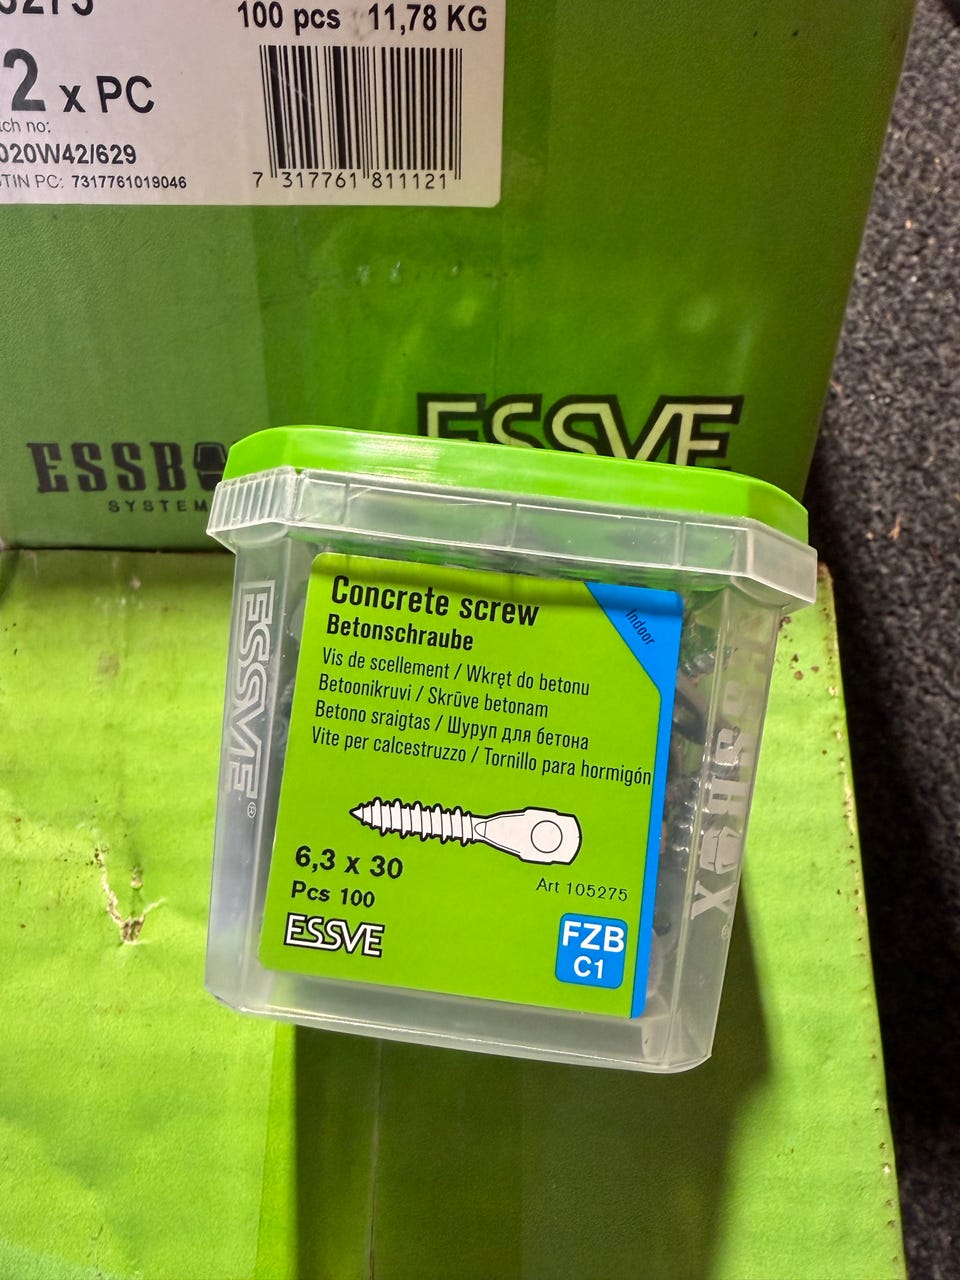 100 pcs 11,78 KG
2 x PC
ch no:
020W42/629
TIN PC: 7317761019046
7 317761 811121
ESSVE
SYSTEM
Concrete screw
Betonschraube
Vis de scellement / Wkręt do betonu
Betoonikruvi / Skrūve betonam
Betono sraigtas / Шуруп для бетона
Vite per calcestruzzo / Tornillo para hormigón
Indoor
6,3 x 30
Pcs 100
Art 105275
ESSVE
FZB
C1
ESSVE®